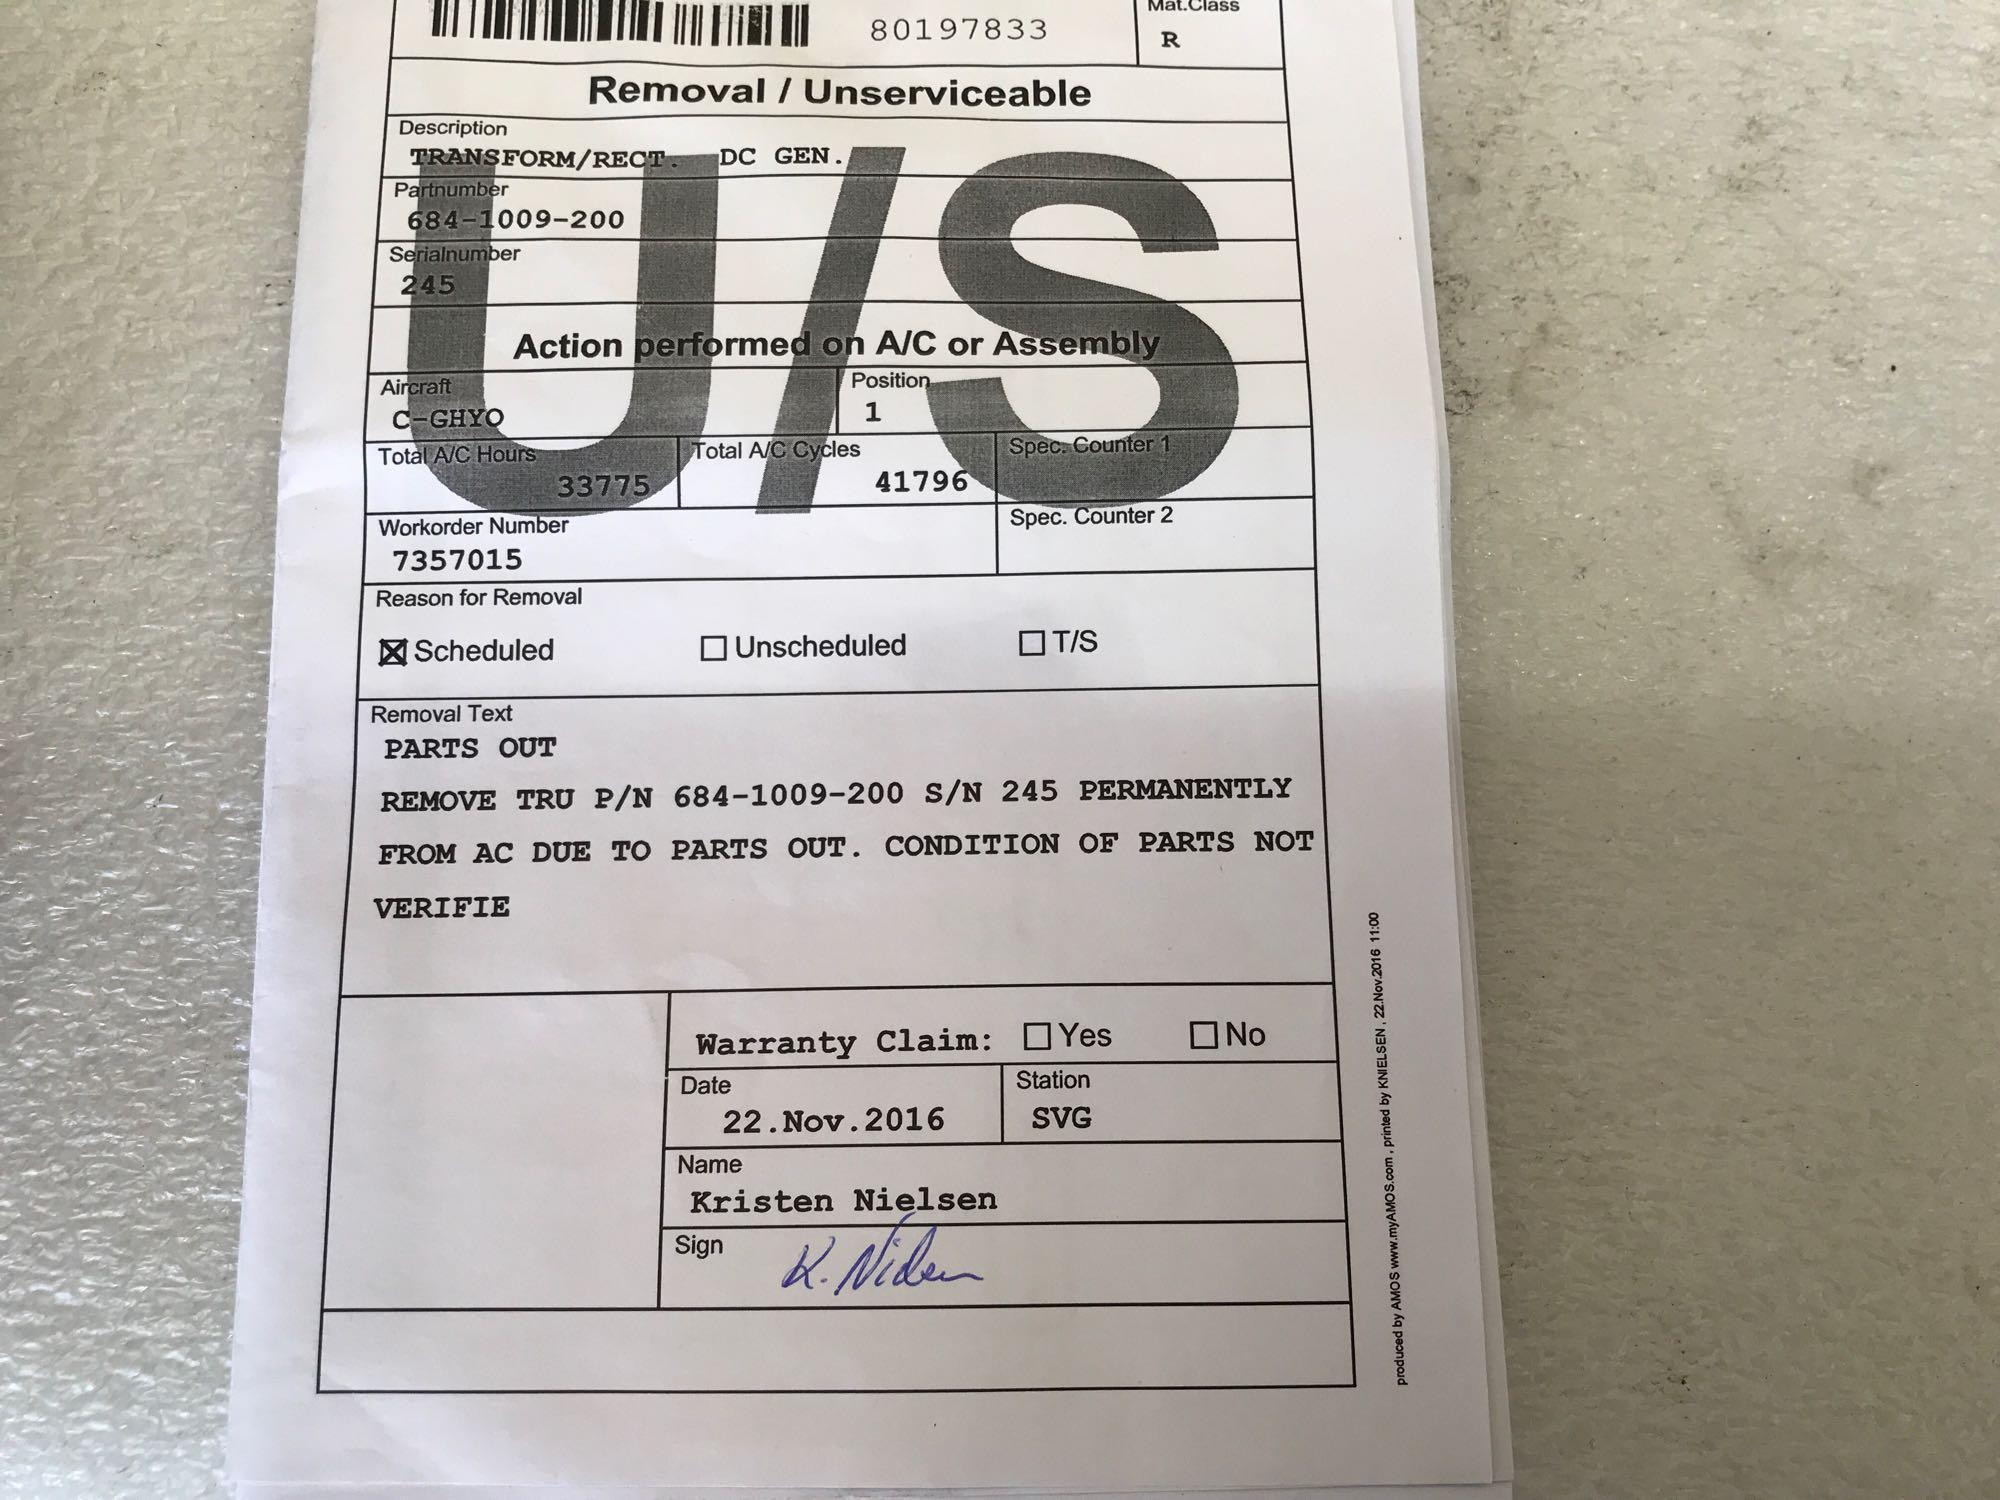 Mat.Class
80197833
R
Removal / Unserviceable
U/S
Description
TRANSFORM/RECT. DC GEN.
Partnumber
684-1009-200
Serialnumber
245
Action performed on A/C or Assembly
Aircraft
C-GHYO
Position
1
Total A/C Hours
33775
Total A/C Cycles
41796
Spec. Counter 1
Workorder Number
7357015
Spec. Counter 2
Reason for Removal
Scheduled Unscheduled T/S
Removal Text
PARTS OUT
REMOVE TRU P/N 684-1009-200 S/N 245 PERMANENTLY
FROM AC DUE TO PARTS OUT. CONDITION OF PARTS NOT
VERIFIE
Warranty Claim: Yes No
Date
22.Nov.2016
Station
SVG
Name
Kristen Nielsen
Sign
K. Nielsen
produced by AMOS www.myAMOS.com , printed by KNIELSEN , 22.Nov.2016 11:00